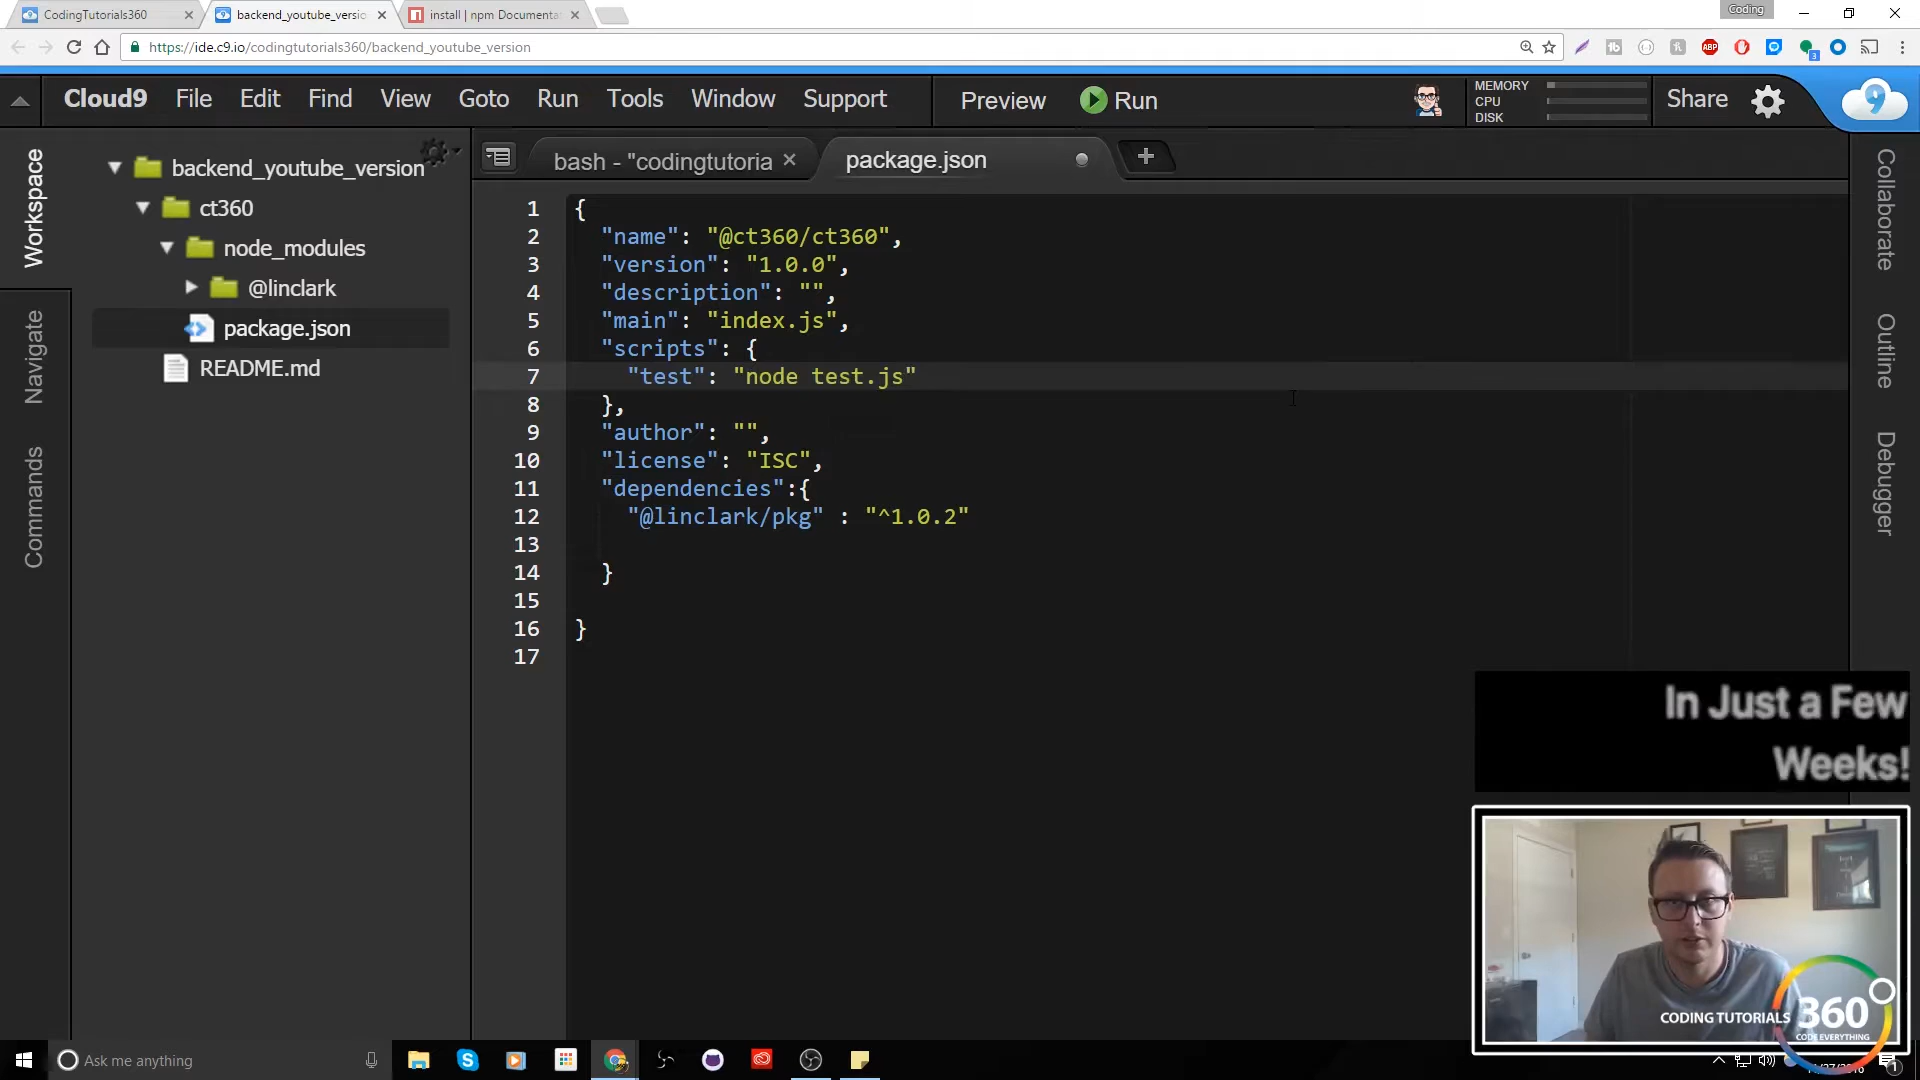 CodingTutorials360
backend_youtube_versio
install | npm Documenta
Coding
https://ide.c9.io/codingtutorials360/backend_youtube_version
ABP
3
Cloud9 File Edit Find View Goto Run Tools Window Support Preview Run
MEMORY
CPU
DISK
Share
9
Workspace
Navigate
Commands
backend_youtube_version
ct360
node_modules
@linclark
package.json
README.md
bash - "codingtutoria
package.json
1 {
2 "name": "@ct360/ct360",
3 "version": "1.0.0",
4 "description": "",
5 "main": "index.js",
6 "scripts": {
7 "test": "node test.js"
8 },
9 "author": "",
10 "license": "ISC",
11 "dependencies":{
12 "@linclark/pkg" : "^1.0.2"
13
14 }
15
16 }
17
Collaborate
Outline
Debugger
In Just a Few
Weeks!
CODING TUTORIALS 360
CODE EVERYTHING
Ask me anything
1